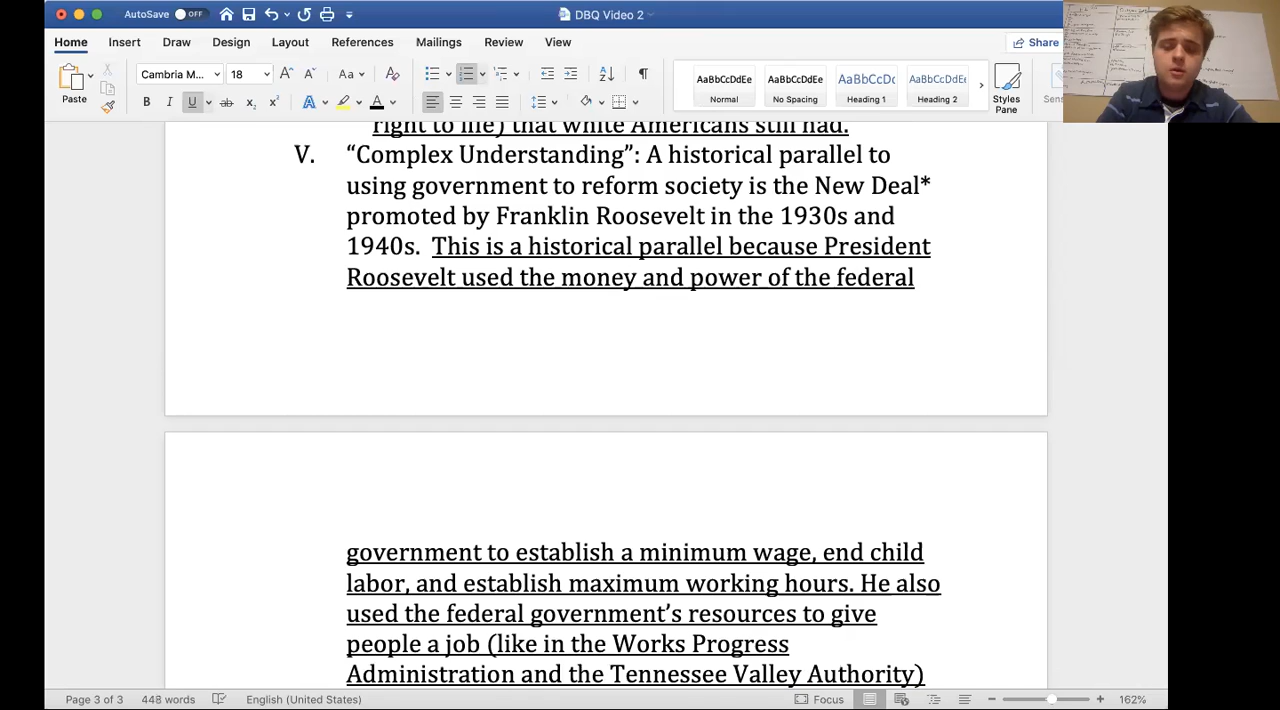 AutoSave OFF
DBQ Video 2
Home Insert Draw Design Layout References Mailings Review View Share
Paste Cambria M... 18 AaBbCcDdEe AaBbCcDdEe AaBbCcDc AaBbCcDdEe Styles
Normal No Spacing Heading 1 Heading 2 Pane
right to life) that white Americans still had.
V. “Complex Understanding”: A historical parallel to
using government to reform society is the New Deal*
promoted by Franklin Roosevelt in the 1930s and
1940s. This is a historical parallel because President
Roosevelt used the money and power of the federal
government to establish a minimum wage, end child
labor, and establish maximum working hours. He also
used the federal government’s resources to give
people a job (like in the Works Progress
Administration and the Tennessee Valley Authority)
Page 3 of 3 448 words English (United States) Focus 162%